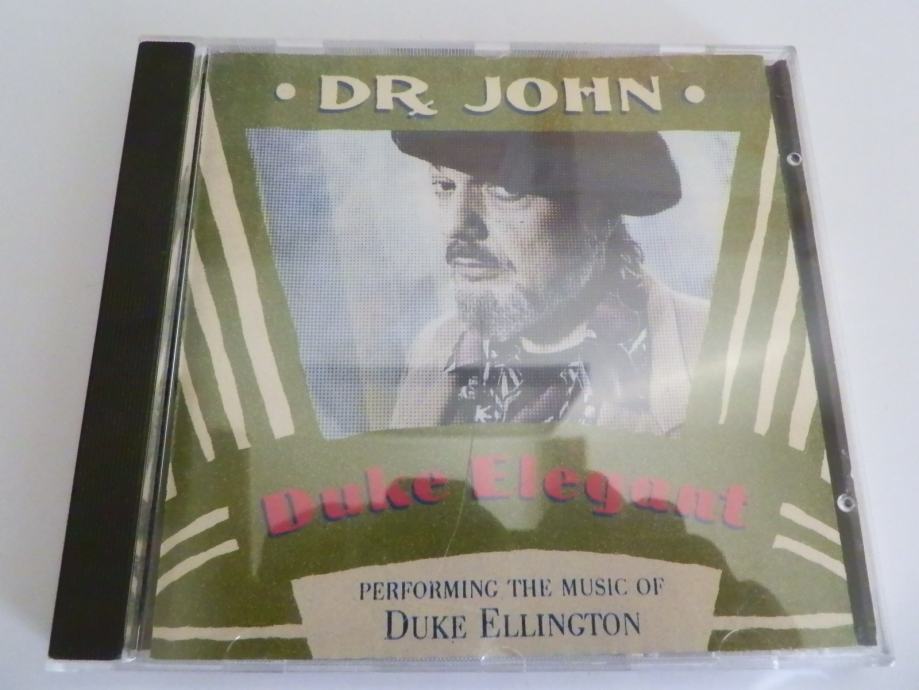 • DR JOHN •
Duke Elegant
PERFORMING THE MUSIC OF
DUKE ELLINGTON